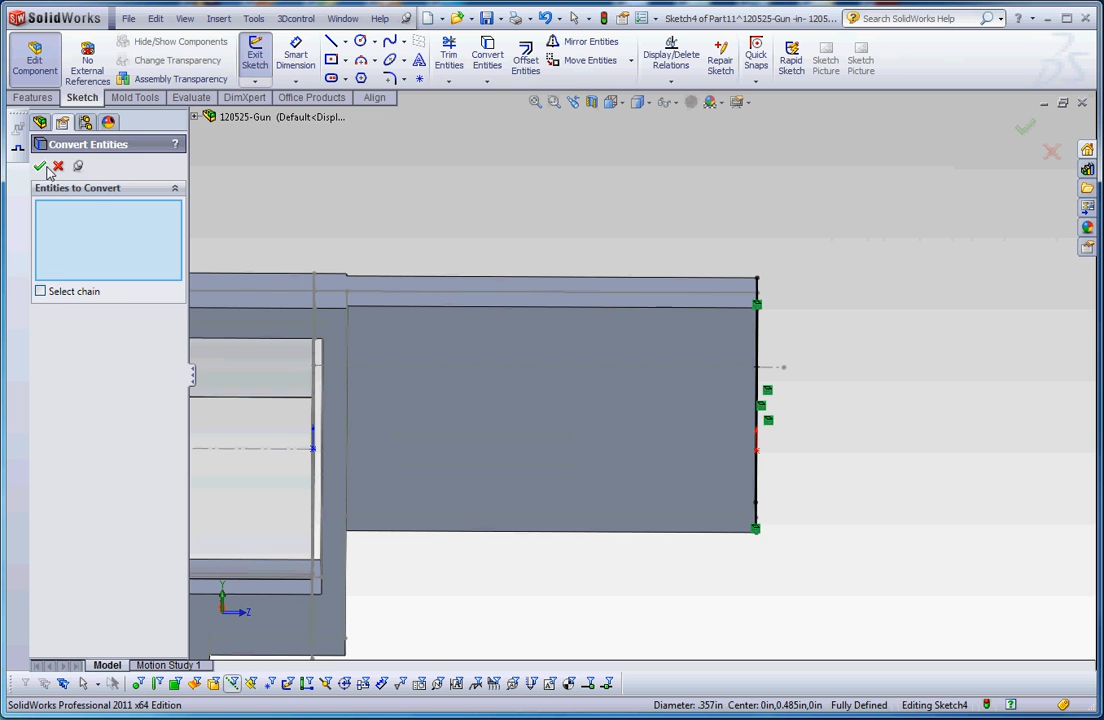 SolidWorks File Edit View Insert Tools 3Dcontrol Window Help Sketch4 of Part11^120525-Gun -in- 1205... Search SolidWorks Help ?
Edit Component
No External References
Hide/Show Components
Change Transparency
Assembly Transparency
Exit Sketch
Smart Dimension
Trim Entities
Convert Entities
Offset Entities
Mirror Entities
Move Entities
Display/Delete Relations
Repair Sketch
Quick Snaps
Rapid Sketch
Sketch Picture
Sketch Picture
Features Sketch Mold Tools Evaluate DimXpert Office Products Align
120525-Gun (Default<Displ...
Convert Entities ?
Entities to Convert
Select chain
Y
Z
Model Motion Study 1
SolidWorks Professional 2011 x64 Edition Diameter: .357in Center: 0in,0.485in,0in Fully Defined Editing Sketch4